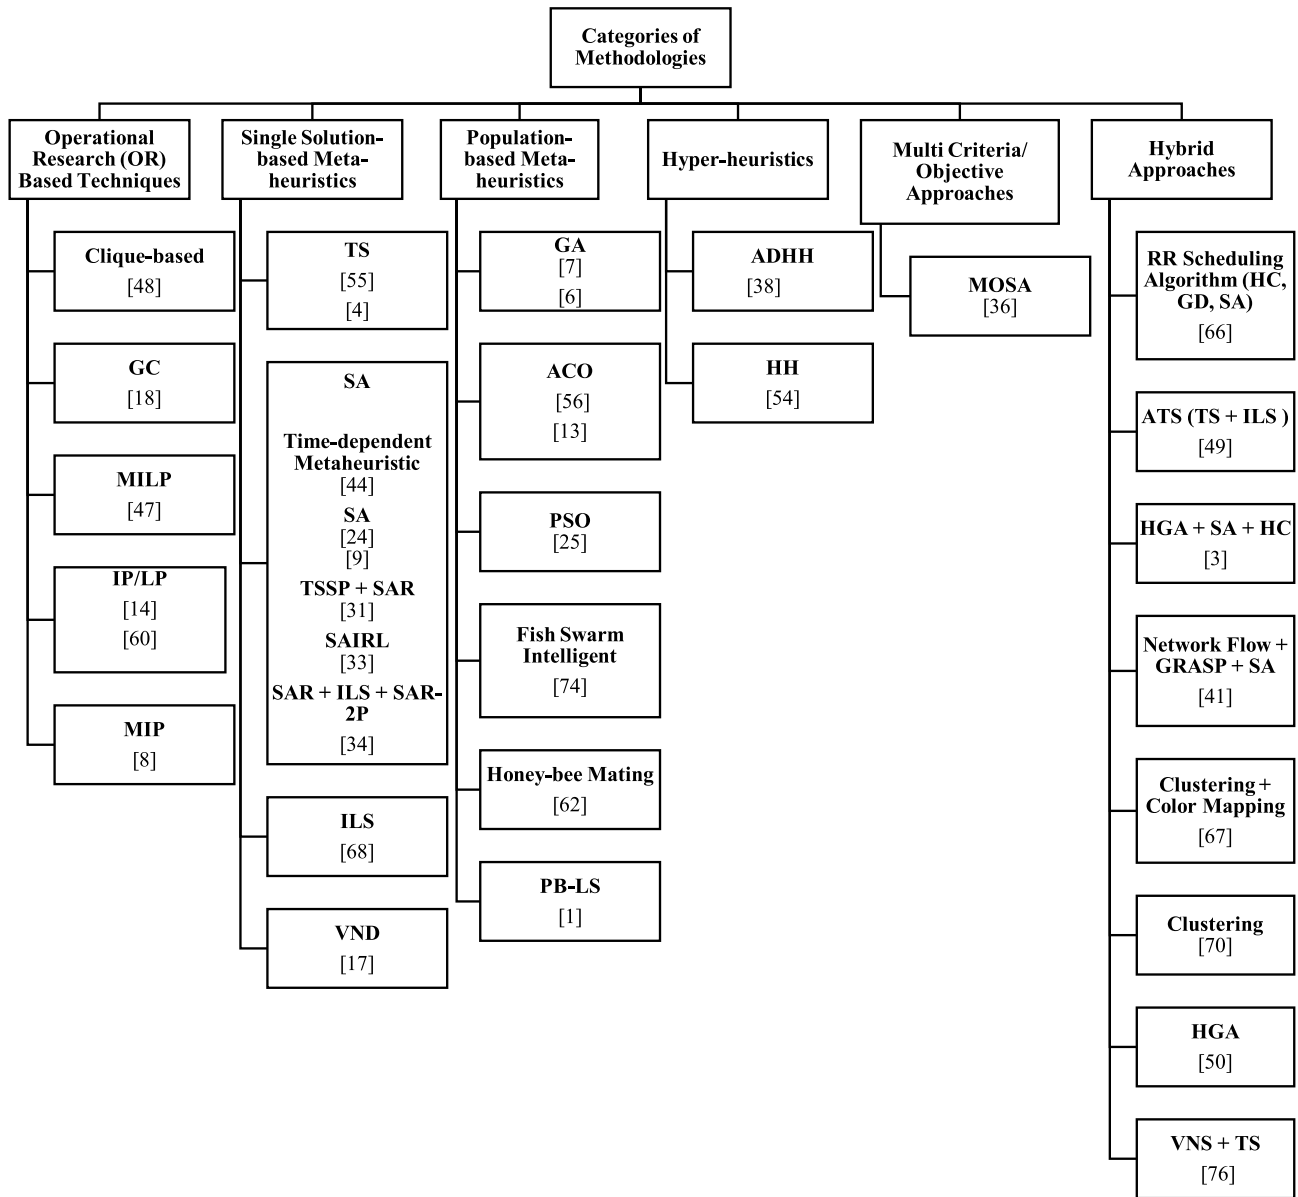 Categories of
Methodologies
Operational
Research (OR)
Based Techniques
Clique-based
[48]
GC
[18]
MILP
[47]
IP/LP
[14]
[60]
MIP
[8]
Single Solution-
based Meta-
heuristics
TS
[55]
[4]
SA
Time-dependent
Metaheuristic
[44]
SA
[24]
[9]
TSSP + SAR
[31]
SAIRL
[33]
SAR + ILS + SAR-
2P
[34]
ILS
[68]
VND
[17]
Population-
based Meta-
heuristics
GA
[7]
[6]
ACO
[56]
[13]
PSO
[25]
Fish Swarm
Intelligent
[74]
Honey-bee Mating
[62]
PB-LS
[1]
Hyper-heuristics
ADHH
[38]
HH
[54]
Multi Criteria/
Objective
Approaches
MOSA
[36]
Hybrid
Approaches
RR Scheduling
Algorithm (HC,
GD, SA)
[66]
ATS (TS + ILS )
[49]
HGA + SA + HC
[3]
Network Flow +
GRASP + SA
[41]
Clustering +
Color Mapping
[67]
Clustering
[70]
HGA
[50]
VNS + TS
[76]